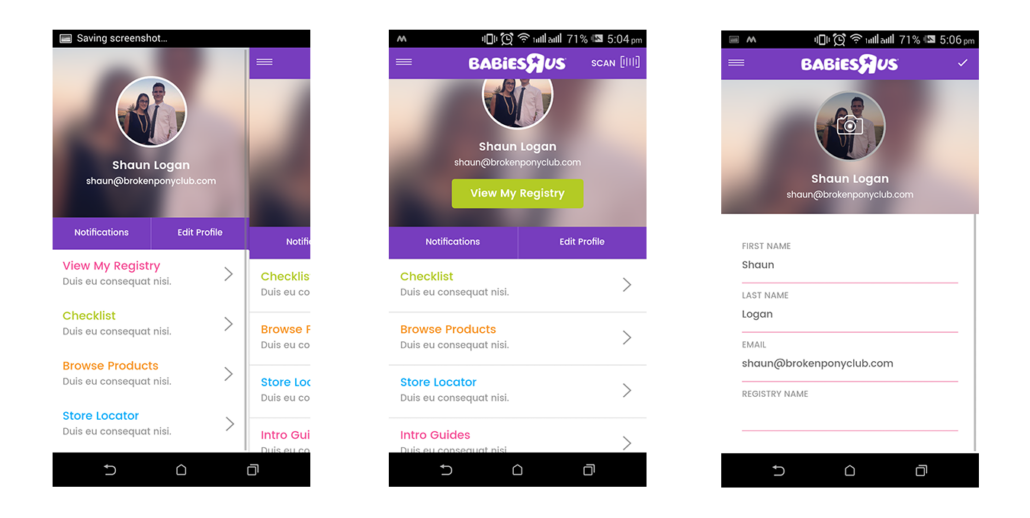 Saving screenshot...
Shaun Logan
shaun@brokenponyclub.com
Notifications Edit Profile
View My Registry
Duis eu consequat nisi.
Checklist
Duis eu consequat nisi.
Browse Products
Duis eu consequat nisi.
Store Locator
Duis eu consequat nisi.
Notifi
Checklis
Duis eu co
Browse P
Duis eu co
Store Loc
Duis eu co
Intro Gui
Duis eu co
71% 5:04 pm
BABiESRUS SCAN
Shaun Logan
shaun@brokenponyclub.com
View My Registry
Notifications Edit Profile
Checklist
Duis eu consequat nisi.
Browse Products
Duis eu consequat nisi.
Store Locator
Duis eu consequat nisi.
Intro Guides
Duis eu consequat nisi.
71% 5:06 pm
BABiESRUS
Shaun Logan
shaun@brokenponyclub.com
FIRST NAME
Shaun
LAST NAME
Logan
EMAIL
shaun@brokenponyclub.com
REGISTRY NAME